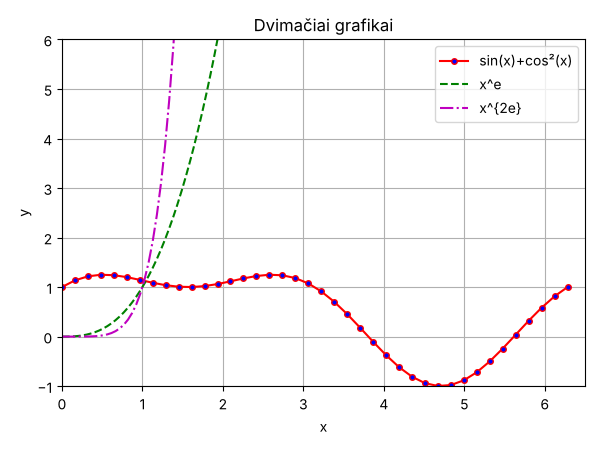 Dvimačiai grafikai
sin(x)+cos²(x)
x^e
x^{2e}
6
5
4
3
2
1
0
−1
y
0 1 2 3 4 5 6
x